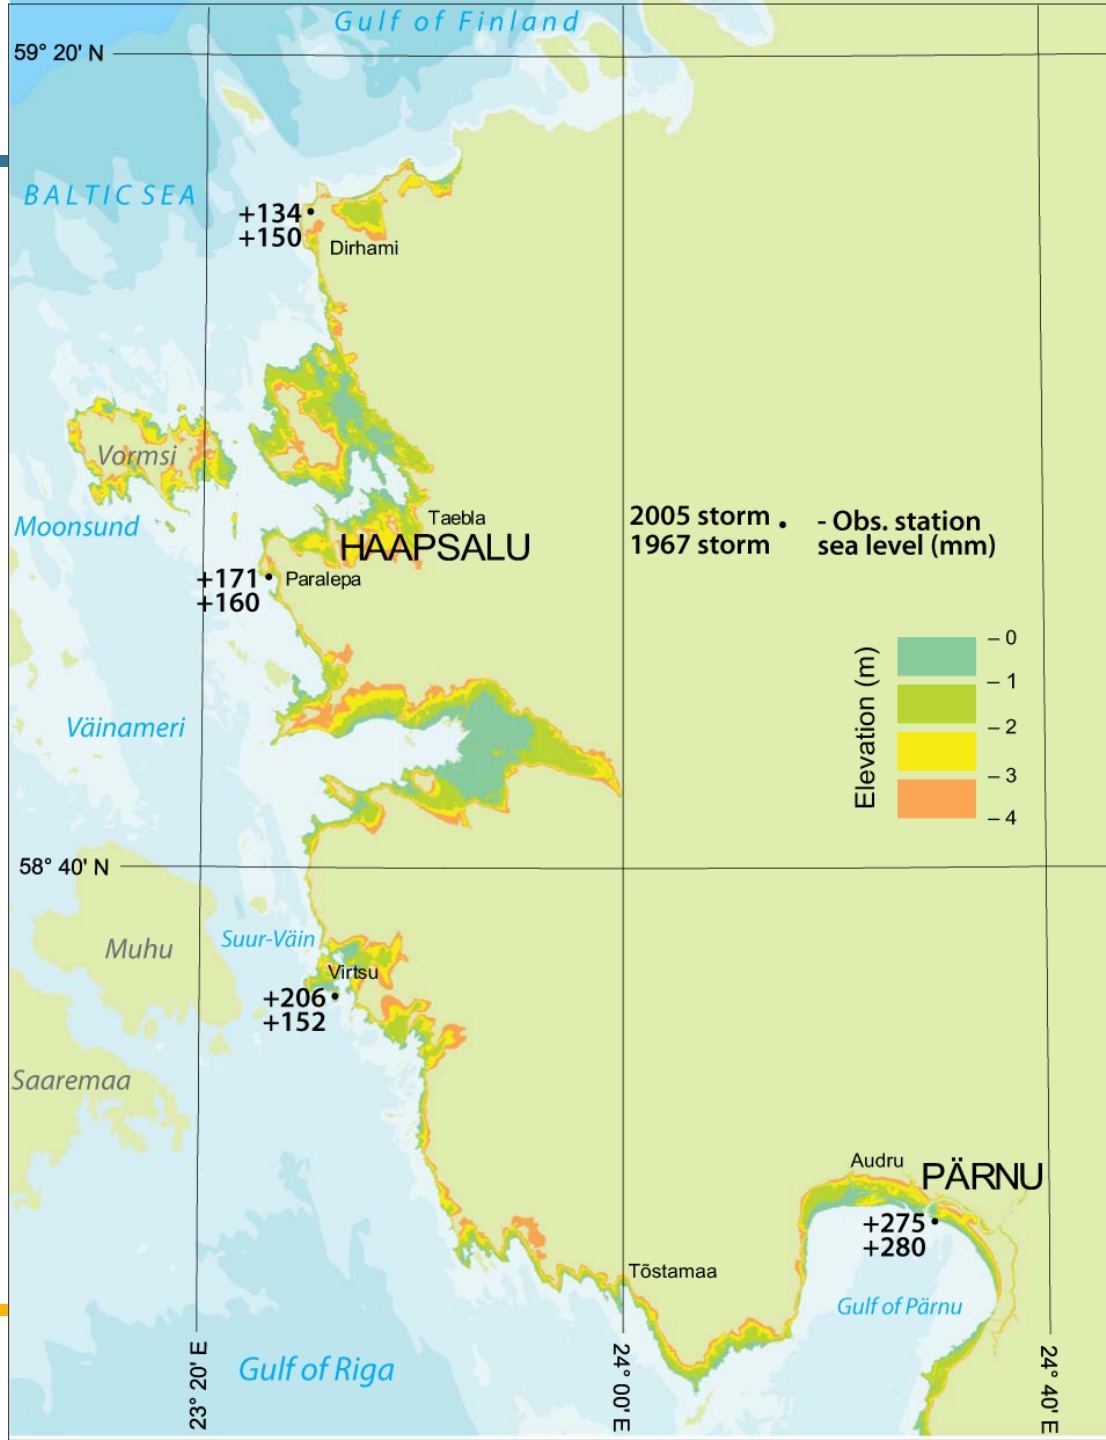 Gulf of Finland
59° 20' N
BALTIC SEA
+134
+150
Dirhami
Vormsi
Moonsund
Taebla
HAAPSALU
2005 storm
1967 storm
- Obs. station
sea level (mm)
+171
+160
Paralepa
Elevation (m)
– 0
– 1
– 2
– 3
– 4
Väinameri
58° 40' N
Muhu
Suur-Väin
Virtsu
+206
+152
Saaremaa
Audru
PÄRNU
+275
+280
Tõstamaa
Gulf of Pärnu
Gulf of Riga
23° 20' E
24° 00' E
24° 40' E